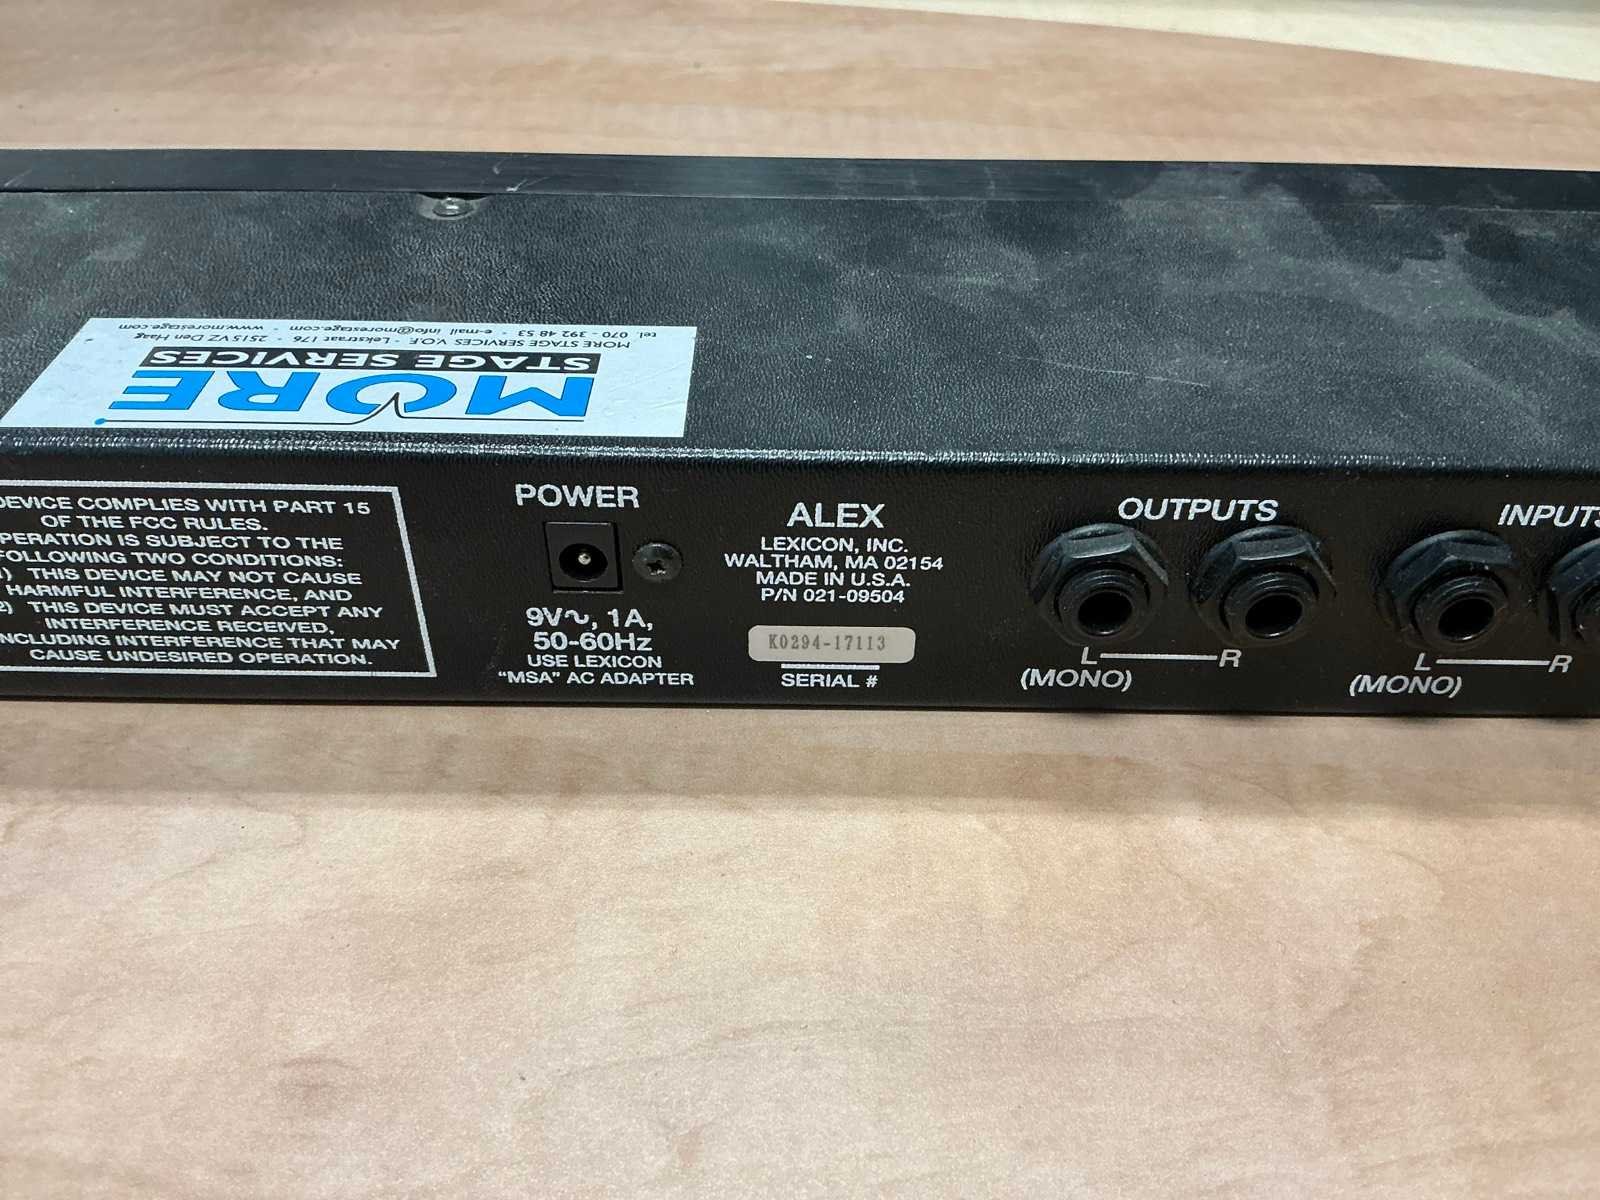 MORE
STAGE SERVICES
MORE STAGE SERVICES V.O.F. - Lekstraat 176 - 2515 VZ Den Haag
tel. 070 - 392 48 53 - e-mail info@morestage.com - www.morestage.com
DEVICE COMPLIES WITH PART 15
OF THE FCC RULES.
OPERATION IS SUBJECT TO THE
FOLLOWING TWO CONDITIONS:
1) THIS DEVICE MAY NOT CAUSE
HARMFUL INTERFERENCE, AND
2) THIS DEVICE MUST ACCEPT ANY
INTERFERENCE RECEIVED,
INCLUDING INTERFERENCE THAT MAY
CAUSE UNDESIRED OPERATION.
POWER
9V∿, 1A,
50-60Hz
USE LEXICON
"MSA" AC ADAPTER
ALEX
LEXICON, INC.
WALTHAM, MA 02154
MADE IN U.S.A.
P/N 021-09504
K0294-17113
SERIAL #
OUTPUTS
L R
(MONO)
INPUTS
L R
(MONO)